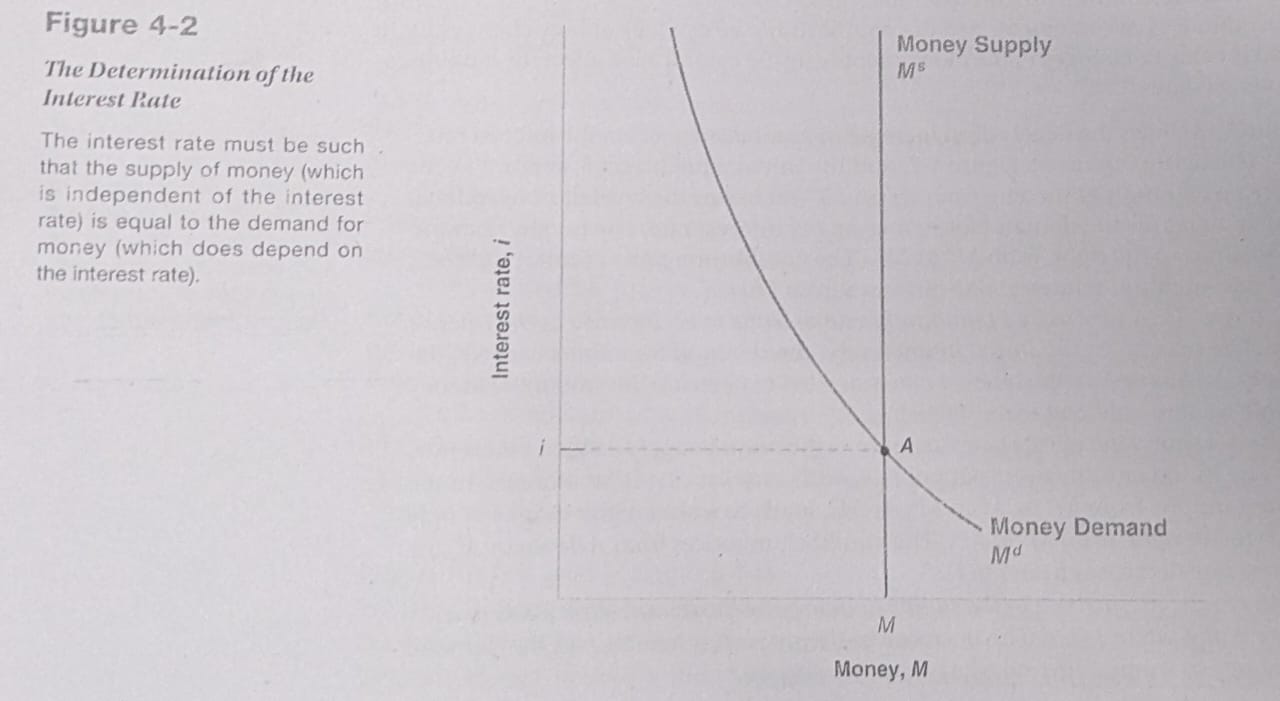 Figure 4-2
The Determination of the
Interest Rate
The interest rate must be such
that the supply of money (which
is independent of the interest
rate) is equal to the demand for
money (which does depend on
the interest rate).
Money Supply
Mˢ
Interest rate, i
i
A
Money Demand
Mᵈ
M
Money, M